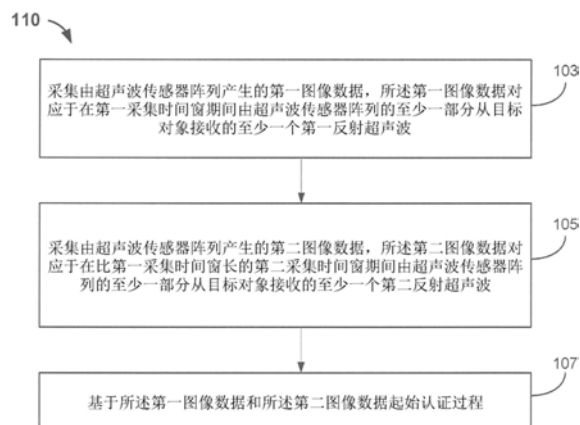 110
采集由超声波传感器阵列产生的第一图像数据，所述第一图像数据对
应于在第一采集时间窗期间由超声波传感器阵列的至少一部分从目标
对象接收的至少一个第一反射超声波
103
采集由超声波传感器阵列产生的第二图像数据，所述第二图像数据对
应于在比第一采集时间窗长的第二采集时间窗期间由超声波传感器阵
列的至少一部分从目标对象接收的至少一个第二反射超声波
105
基于所述第一图像数据和所述第二图像数据起始认证过程
107